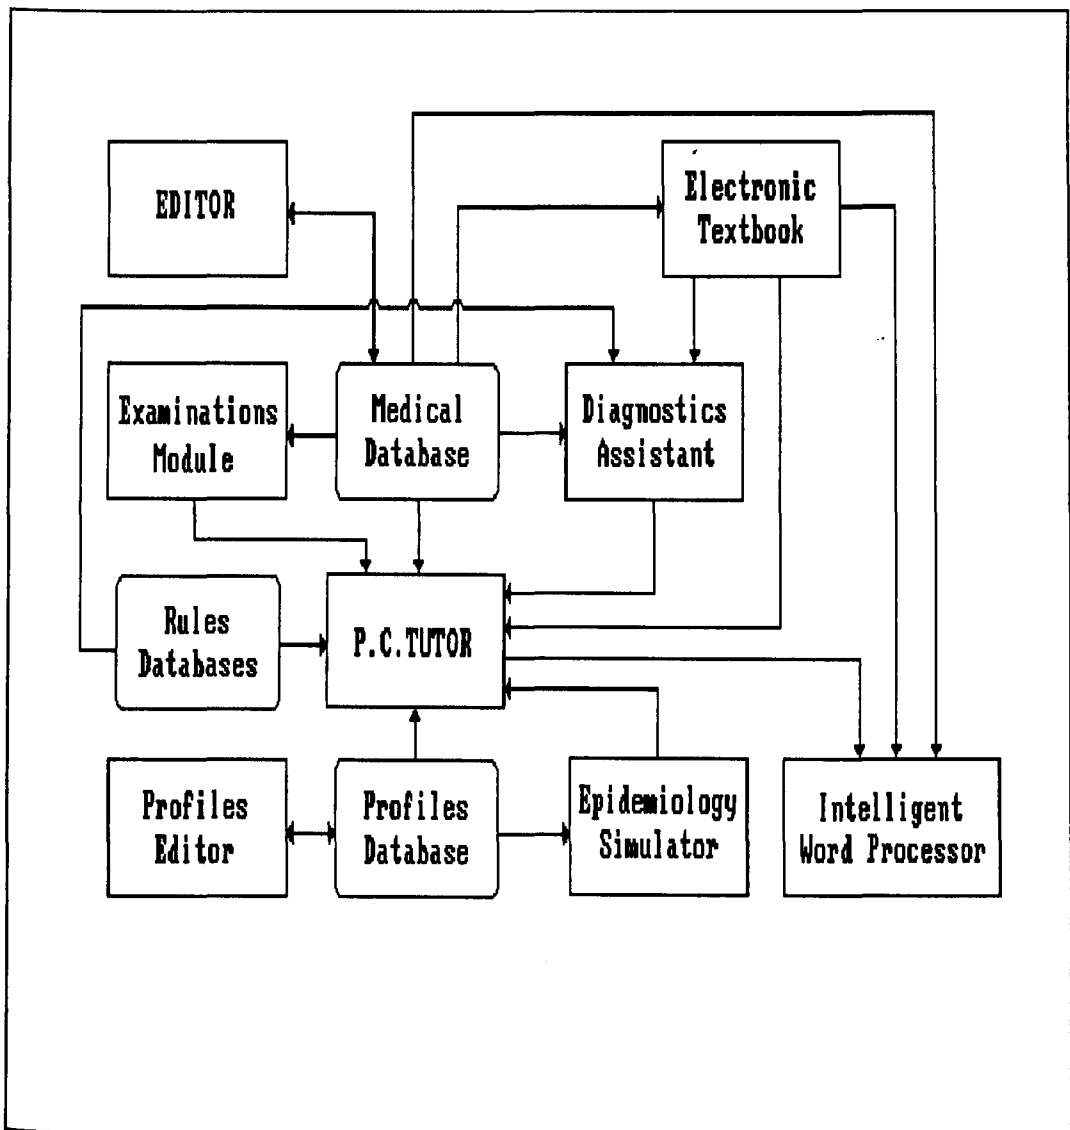 EDITOR
Electronic
Textbook
Examinations
Module
Medical
Database
Diagnostics
Assistant
Rules
Databases
P.C.TUTOR
Profiles
Editor
Profiles
Database
Epidemiology
Simulator
Intelligent
Word Processor